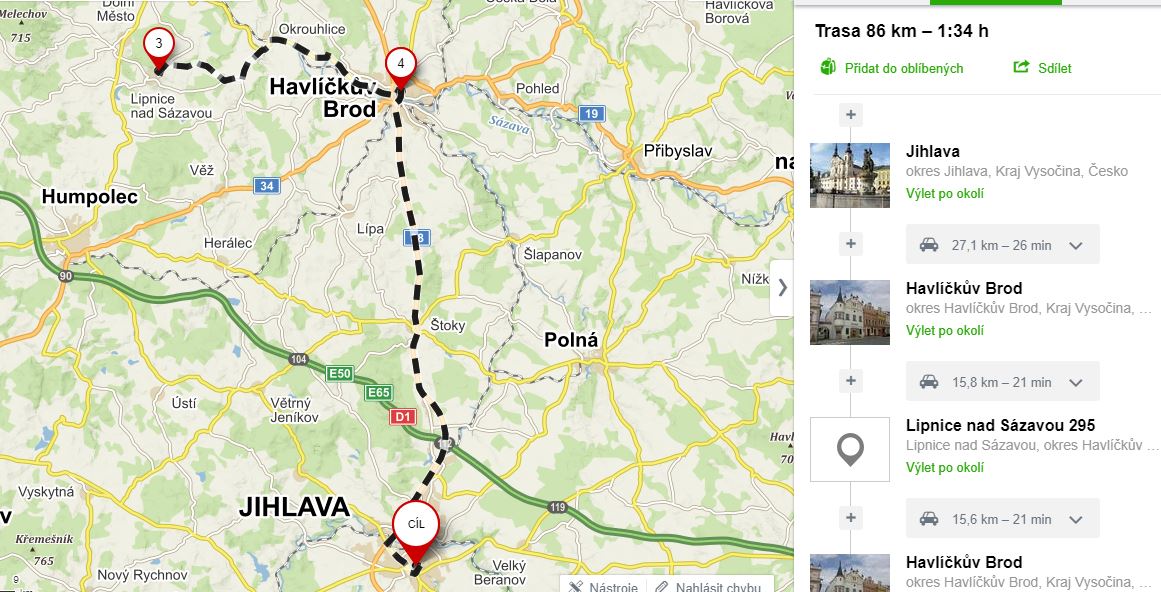 Dolní
Město
Melechov
715
3
Okrouhlice
4
Havlíčkův
Brod
Lipnice
nad Sázavou
Havlíčkova
Borová
Pohled
19
Sázava
Přibyslav
Věž
34
Humpolec
Lípa
Herálec
Šlapanov
90
Štoky
Polná
104
E50
E65
D1
Ústí
Větrný
Jeníkov
112
JIHLAVA
CÍL
119
Vyskytná
Křemešník
765
9
Nový Rychnov
Velký
Beranov
Nástroje
Nahlásit chybu
Trasa 86 km – 1:34 h
Přidat do oblíbených
Sdílet
+
Jihlava
okres Jihlava, Kraj Vysočina, Česko
Výlet po okolí
+
27,1 km – 26 min
Havlíčkův Brod
okres Havlíčkův Brod, Kraj Vysočina, …
Výlet po okolí
+
15,8 km – 21 min
Lipnice nad Sázavou 295
Lipnice nad Sázavou, okres Havlíčkův …
Výlet po okolí
+
15,6 km – 21 min
Havlíčkův Brod
okres Havlíčkův Brod, Kraj Vysočina, …